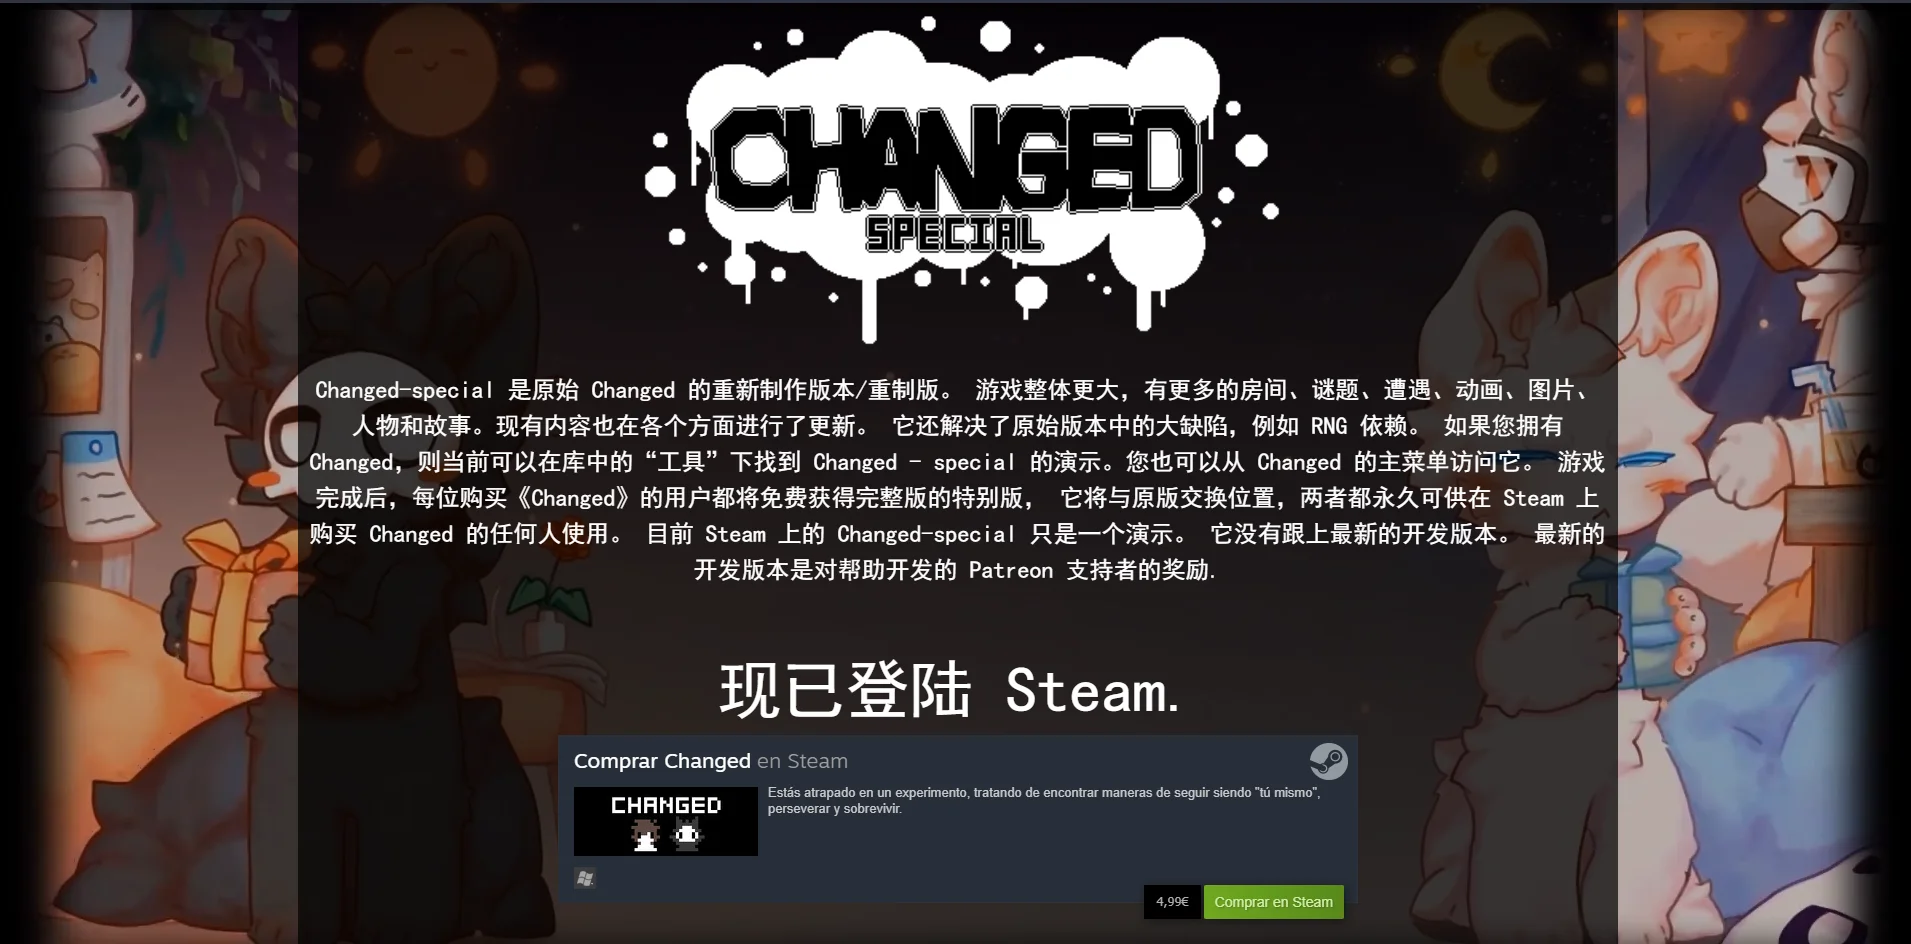 CHANGED
SPECIAL
Changed-special 是原始 Changed 的重新制作版本/重制版。 游戏整体更大，有更多的房间、谜题、遭遇、动画、图片、
人物和故事。现有内容也在各个方面进行了更新。 它还解决了原始版本中的大缺陷，例如 RNG 依赖。 如果您拥有
Changed，则当前可以在库中的“工具”下找到 Changed - special 的演示。您也可以从 Changed 的主菜单访问它。 游戏
完成后，每位购买《Changed》的用户都将免费获得完整版的特别版， 它将与原版交换位置，两者都永久可供在 Steam 上
购买 Changed 的任何人使用。 目前 Steam 上的 Changed-special 只是一个演示。 它没有跟上最新的开发版本。 最新的
开发版本是对帮助开发的 Patreon 支持者的奖励.
现已登陆 Steam.
Comprar Changed en Steam
CHANGED
Estás atrapado en un experimento, tratando de encontrar maneras de seguir siendo "tú mismo",
perseverar y sobrevivir.
4,99€ Comprar en Steam